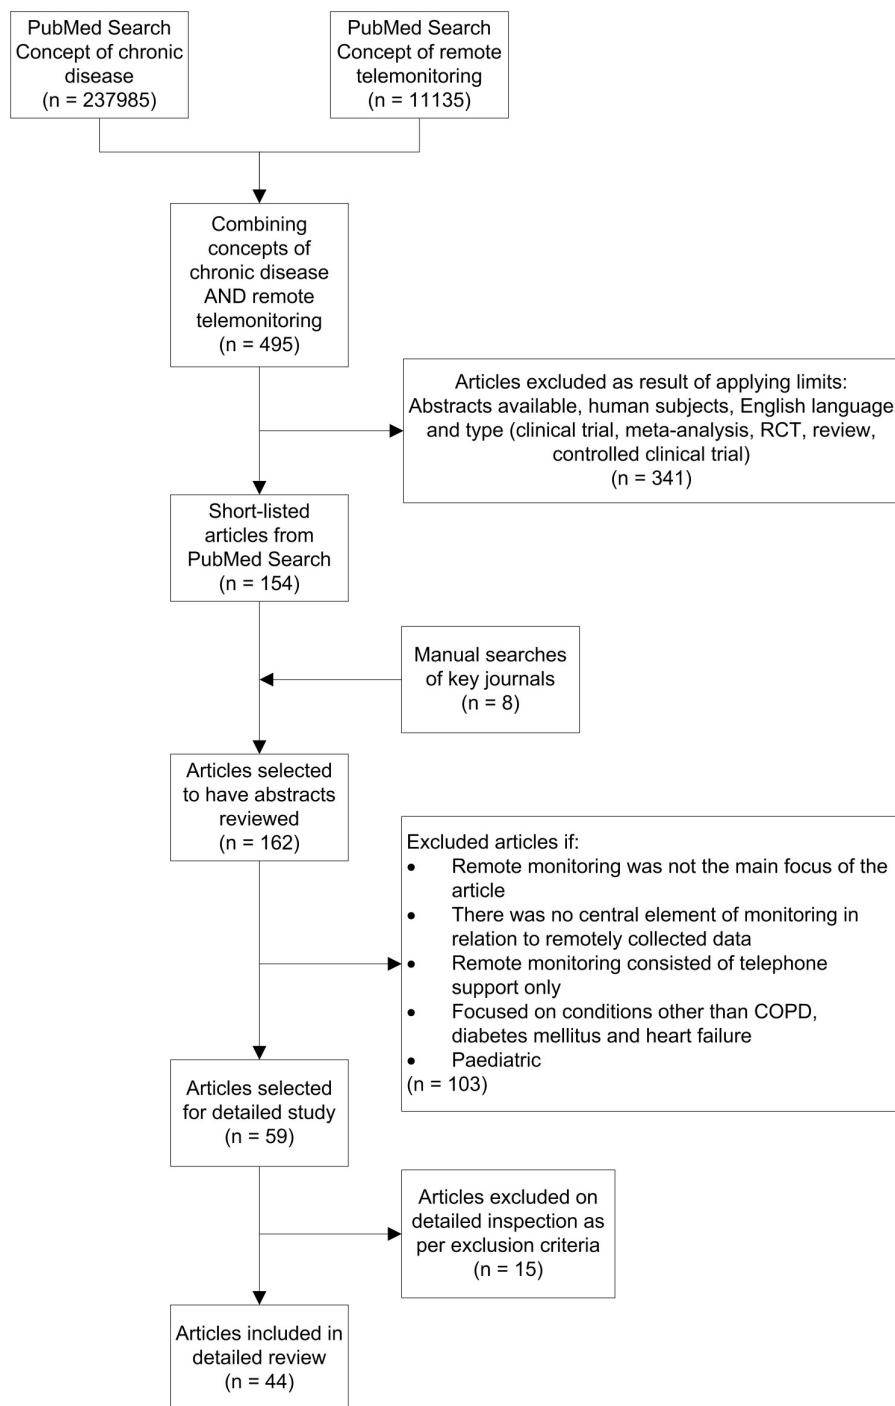 PubMed Search
Concept of chronic
disease
(n = 237985)
PubMed Search
Concept of remote
telemonitoring
(n = 11135)
Combining
concepts of
chronic disease
AND remote
telemonitoring
(n = 495)
Articles excluded as result of applying limits:
Abstracts available, human subjects, English language
and type (clinical trial, meta-analysis, RCT, review,
controlled clinical trial)
(n = 341)
Short-listed
articles from
PubMed Search
(n = 154)
Manual searches
of key journals
(n = 8)
Articles selected
to have abstracts
reviewed
(n = 162)
Excluded articles if:
• Remote monitoring was not the main focus of the
article
• There was no central element of monitoring in
relation to remotely collected data
• Remote monitoring consisted of telephone
support only
• Focused on conditions other than COPD,
diabetes mellitus and heart failure
• Paediatric
(n = 103)
Articles selected
for detailed study
(n = 59)
Articles excluded on
detailed inspection as
per exclusion criteria
(n = 15)
Articles included in
detailed review
(n = 44)